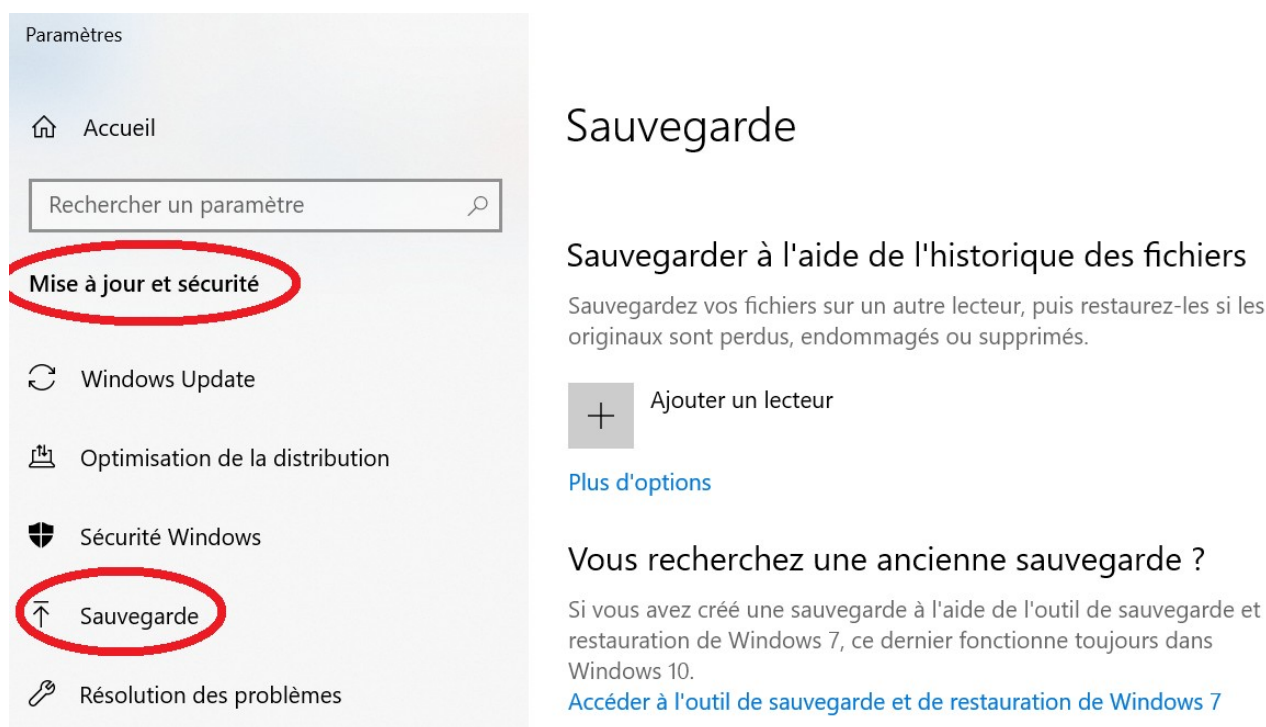 Paramètres
Accueil
Rechercher un paramètre
Mise à jour et sécurité
Windows Update
Optimisation de la distribution
Sécurité Windows
Sauvegarde
Résolution des problèmes
Sauvegarde
Sauvegarder à l'aide de l'historique des fichiers
Sauvegardez vos fichiers sur un autre lecteur, puis restaurez-les si les
originaux sont perdus, endommagés ou supprimés.
Ajouter un lecteur
Plus d'options
Vous recherchez une ancienne sauvegarde ?
Si vous avez créé une sauvegarde à l'aide de l'outil de sauvegarde et
restauration de Windows 7, ce dernier fonctionne toujours dans
Windows 10.
Accéder à l'outil de sauvegarde et de restauration de Windows 7